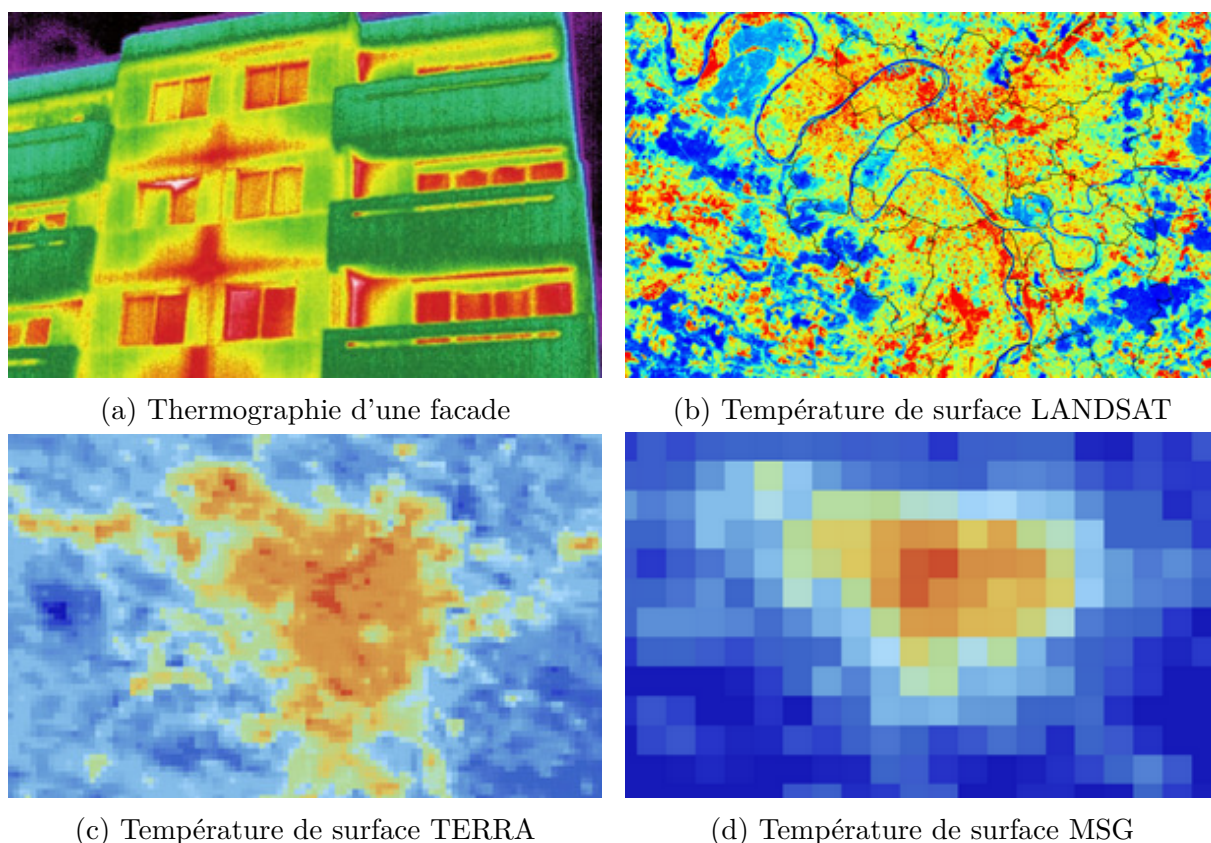 (a) Thermographie d'une facade
(b) Température de surface LANDSAT
(c) Température de surface TERRA
(d) Température de surface MSG